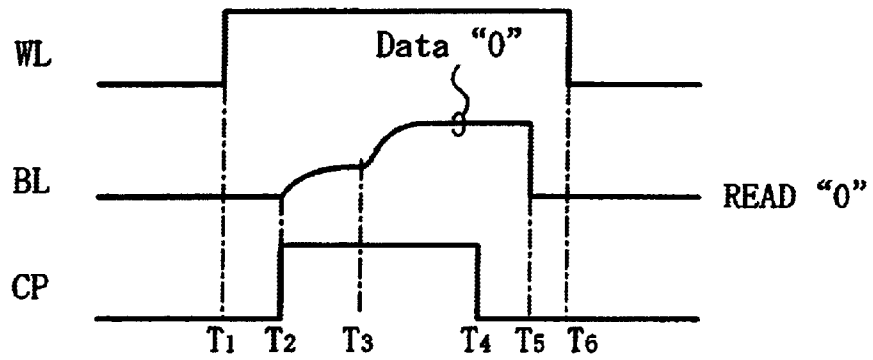 WL
Data “0”
BL
READ “0”
CP
T1 T2 T3 T4 T5 T6